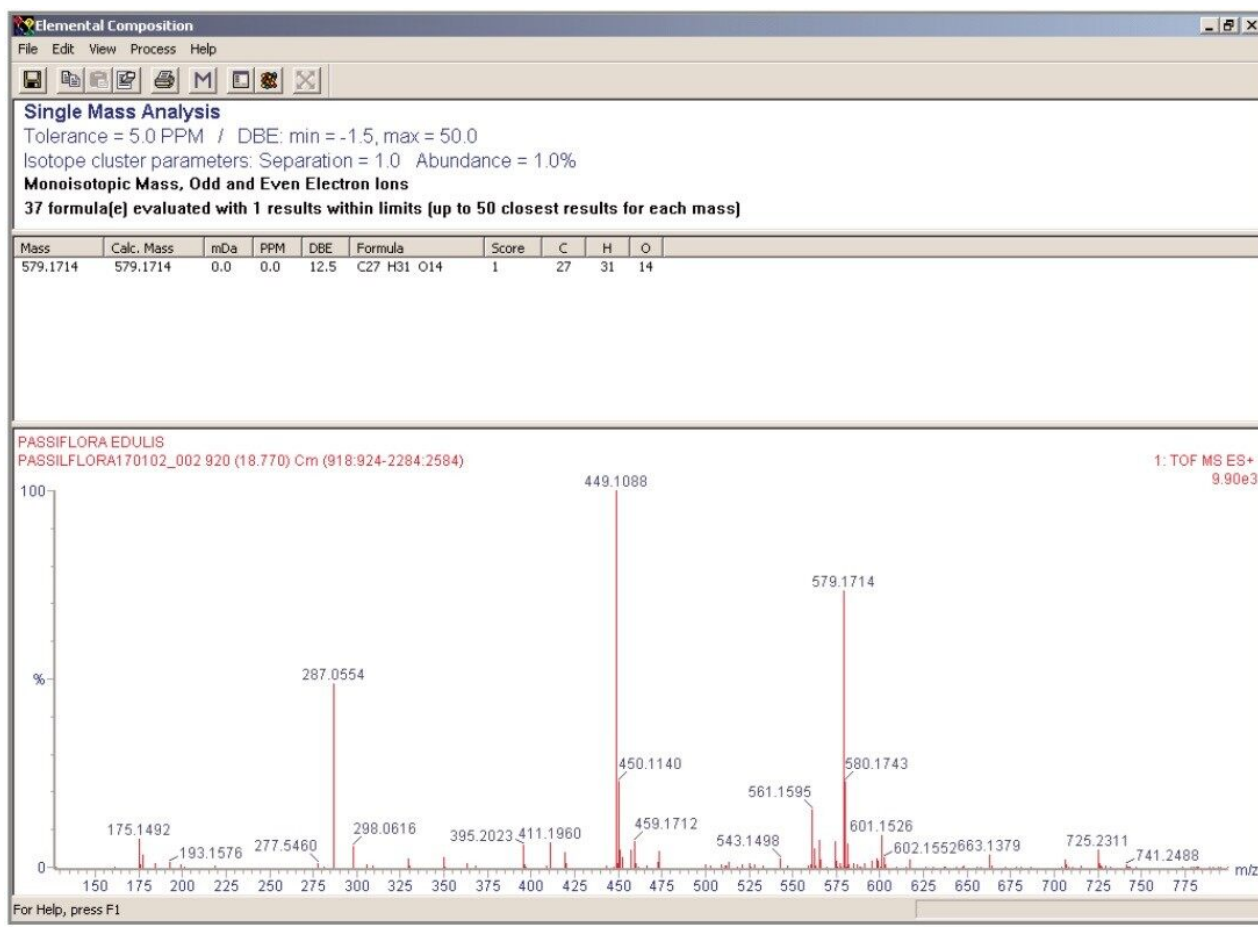 Elemental Composition
File Edit View Process Help
M
Single Mass Analysis
Tolerance = 5.0 PPM / DBE: min = -1.5, max = 50.0
Isotope cluster parameters: Separation = 1.0 Abundance = 1.0%
Monoisotopic Mass, Odd and Even Electron Ions
37 formula(e) evaluated with 1 results within limits (up to 50 closest results for each mass)
Mass Calc. Mass mDa PPM DBE Formula Score C H O
579.1714 579.1714 0.0 0.0 12.5 C27 H31 O14 1 27 31 14
PASSIFLORA EDULIS
PASSILFLORA170102_002 920 (18.770) Cm (918:924-2284:2584)
1: TOF MS ES+
9.90e3
100
449.1088
579.1714
%
287.0554
450.1140
580.1743
561.1595
175.1492
193.1576
277.5460
298.0616
395.2023
411.1960
459.1712
543.1498
601.1526
602.1552
663.1379
725.2311
741.2488
0
150 175 200 225 250 275 300 325 350 375 400 425 450 475 500 525 550 575 600 625 650 675 700 725 750 775
m/z
For Help, press F1